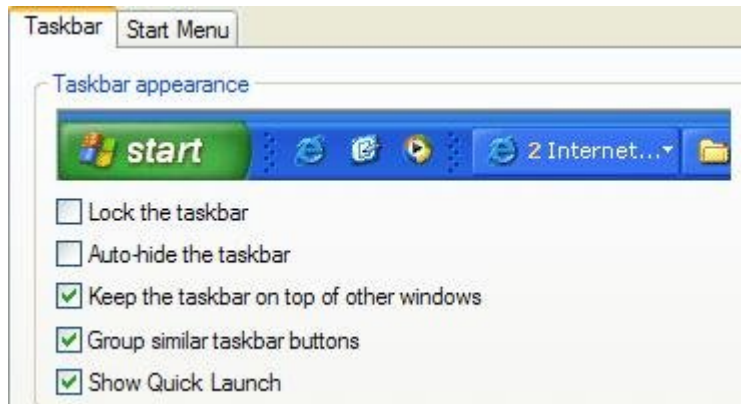 Taskbar Start Menu
Taskbar appearance
start 2 Internet...
Lock the taskbar
Auto-hide the taskbar
Keep the taskbar on top of other windows
Group similar taskbar buttons
Show Quick Launch